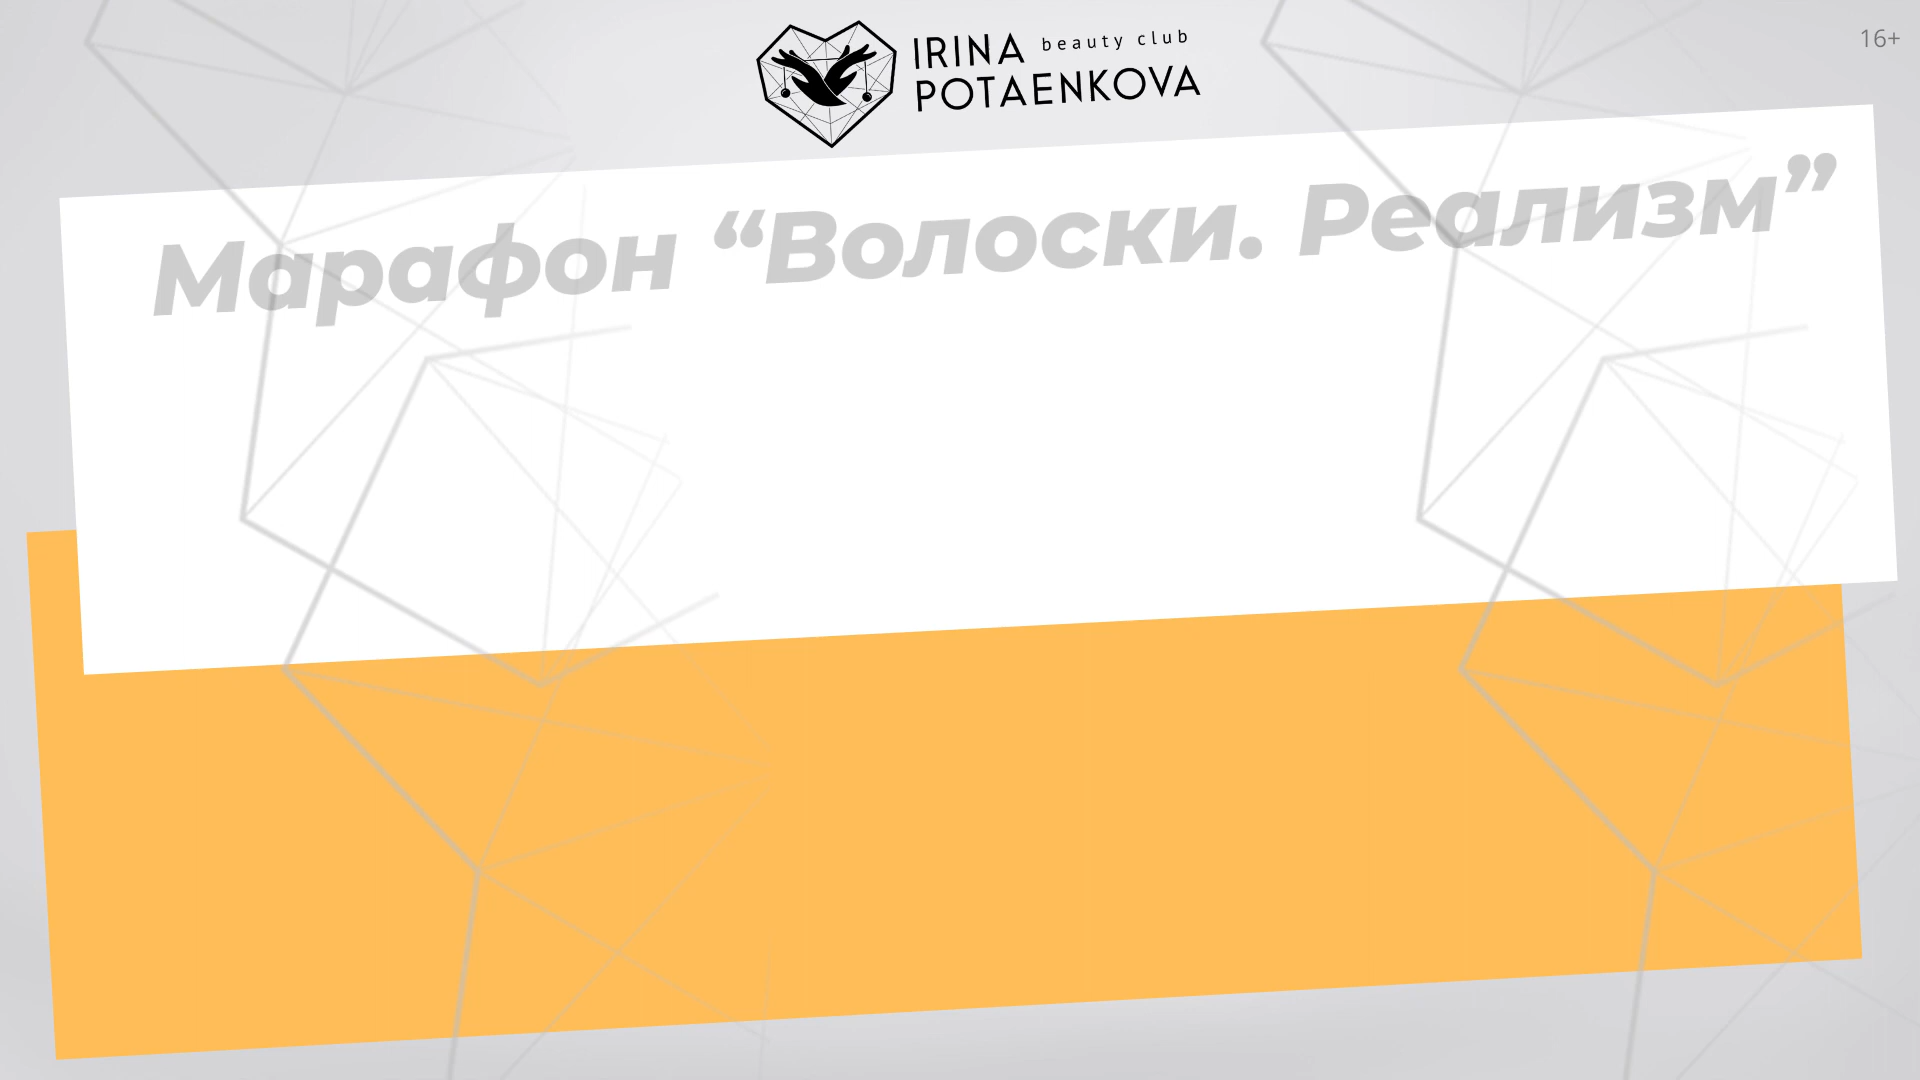 IRINA beauty club
POTAENKOVA
16+
Марафон “Волоски. Реализм”